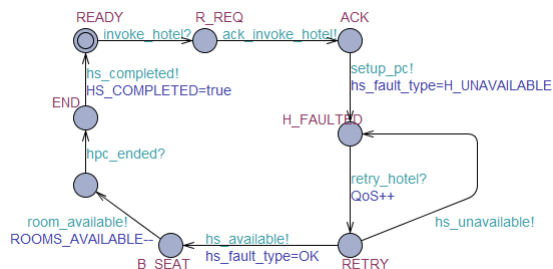 READY
R_REQ
ACK
invoke_hotel?
ack_invoke_hotel!
hs_completed!
HS_COMPLETED=true
setup_pc!
hs_fault_type=H_UNAVAILABLE
END
H_FAULTED
hpc_ended?
retry_hotel?
QoS++
room_available!
ROOMS_AVAILABLE--
hs_available!
hs_fault_type=OK
hs_unavailable!
B_SEAT
RETRY